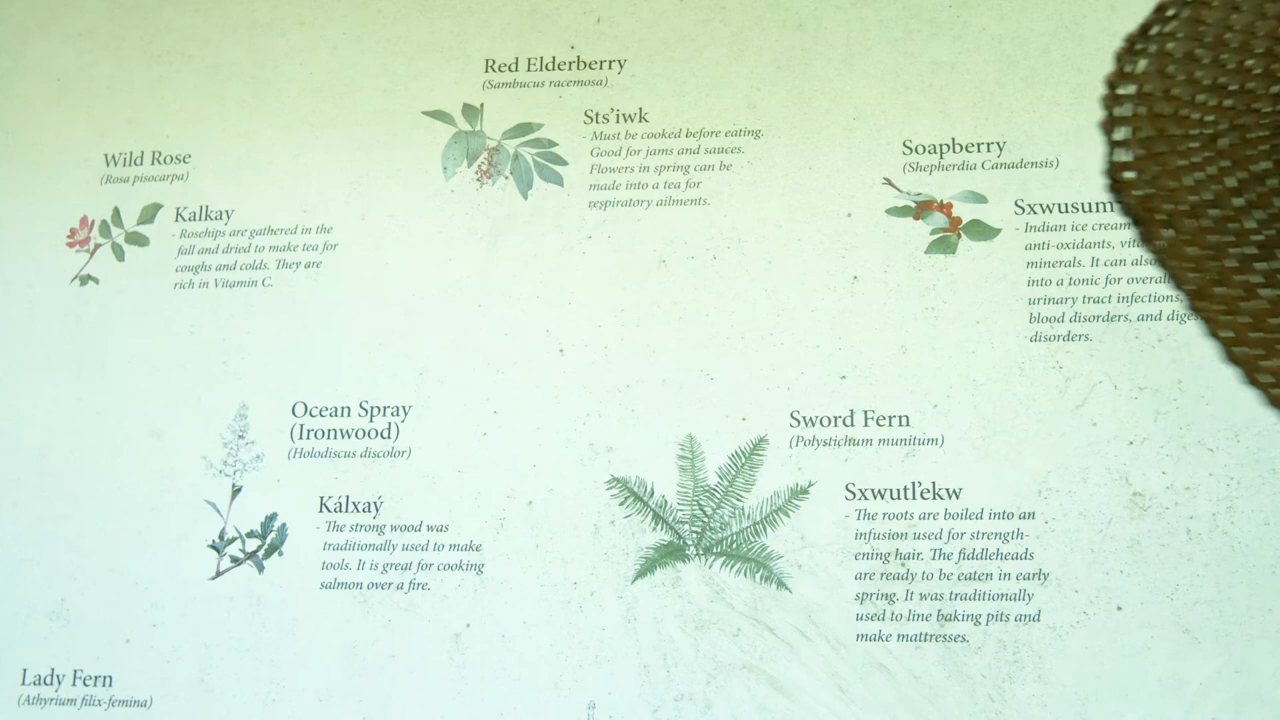 Red Elderberry
(Sambucus racemosa)
Sts'iwk
- Must be cooked before eating.
Good for jams and sauces.
Flowers in spring can be
made into a tea for
respiratory ailments.
Wild Rose
(Rosa pisocarpa)
Kalkay
- Rosehips are gathered in the
fall and dried to make tea for
coughs and colds. They are
rich in Vitamin C.
Soapberry
(Shepherdia Canadensis)
Sxwusum
- Indian ice cream
anti-oxidants,
minerals. It can also
into a tonic for overall
urinary tract infections,
blood disorders, and
disorders.
Ocean Spray
(Ironwood)
(Holodiscus discolor)
Kálxaý
- The strong wood was
traditionally used to make
tools. It is great for cooking
salmon over a fire.
Sword Fern
(Polystichum munitum)
Sxwutl'ekw
- The roots are boiled into an
infusion used for strength-
ening hair. The fiddleheads
are ready to be eaten in early
spring. It was traditionally
used to line baking pits and
make mattresses.
Lady Fern
(Athyrium filix-femina)